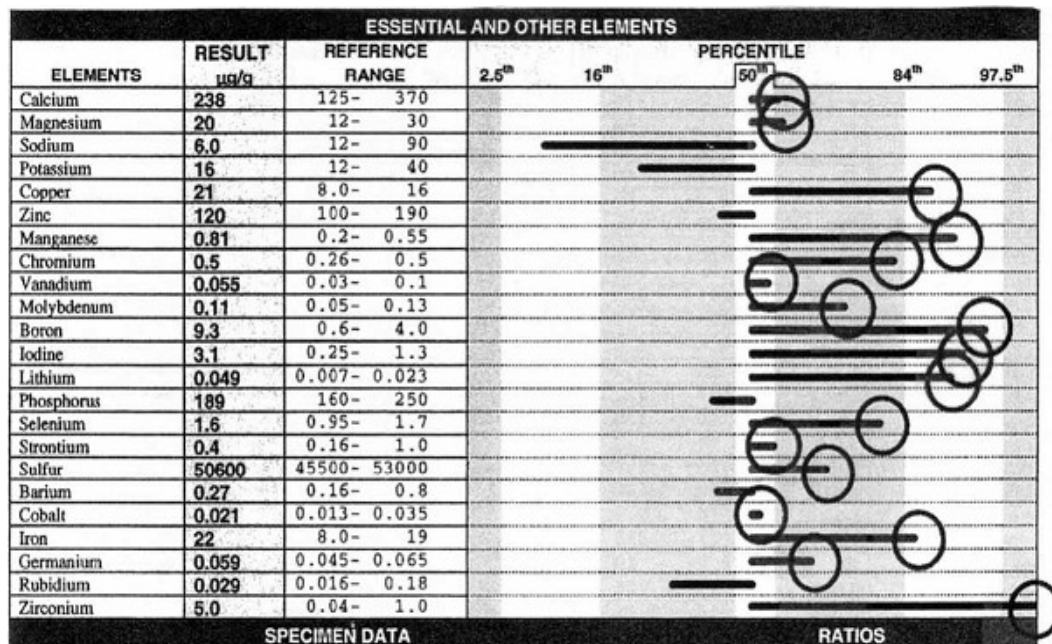 ESSENTIAL AND OTHER ELEMENTS
ELEMENTS RESULT µg/g REFERENCE RANGE PERCENTILE
2.5th 16th 50th 84th 97.5th
Calcium 238 125- 370
Magnesium 20 12- 30
Sodium 6.0 12- 90
Potassium 16 12- 40
Copper 21 8.0- 16
Zinc 120 100- 190
Manganese 0.81 0.2- 0.55
Chromium 0.5 0.26- 0.5
Vanadium 0.055 0.03- 0.1
Molybdenum 0.11 0.05- 0.13
Boron 9.3 0.6- 4.0
Iodine 3.1 0.25- 1.3
Lithium 0.049 0.007- 0.023
Phosphorus 189 160- 250
Selenium 1.6 0.95- 1.7
Strontium 0.4 0.16- 1.0
Sulfur 50600 45500- 53000
Barium 0.27 0.16- 0.8
Cobalt 0.021 0.013- 0.035
Iron 22 8.0- 19
Germanium 0.059 0.045- 0.065
Rubidium 0.029 0.016- 0.18
Zirconium 5.0 0.04- 1.0
SPECIMEN DATA RATIOS